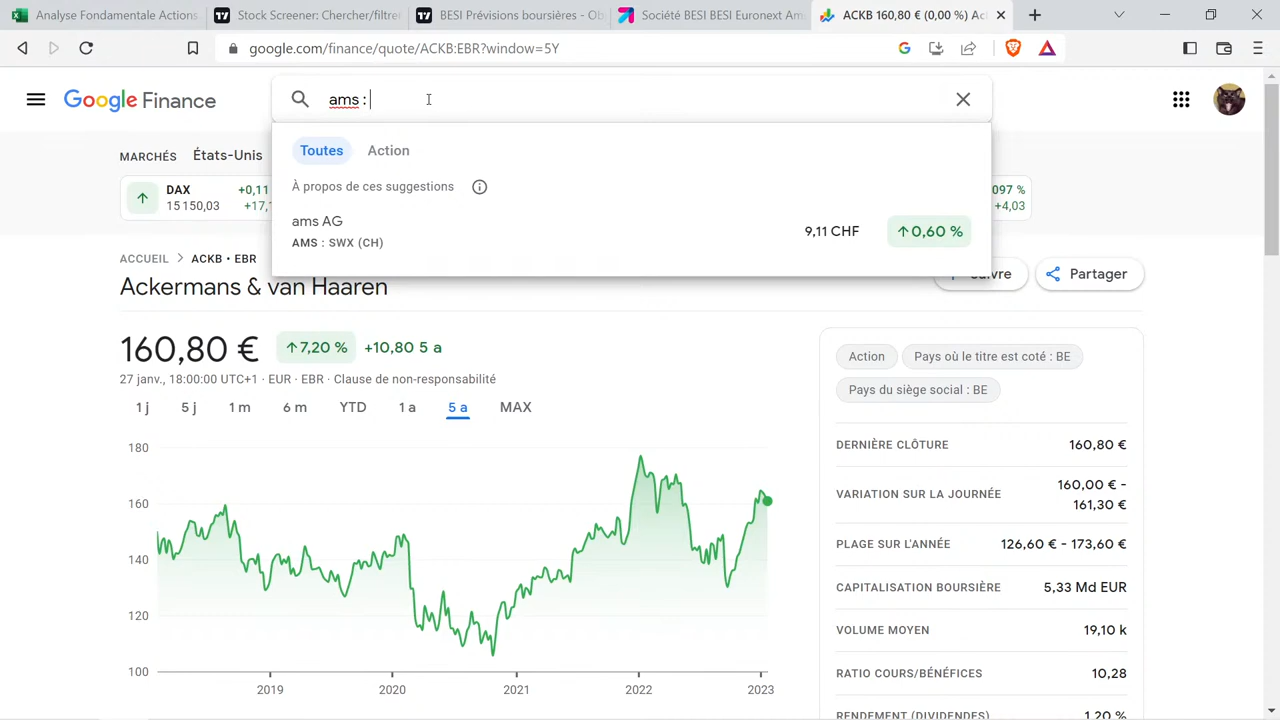 Analyse Fondamentale Actions
Stock Screener: Chercher, filtrer
BESI Prévisions boursières - Ob
Société BESI BESI Euronext Am
ACKB 160,80 € (0,00 %) Act
google.com/finance/quote/ACKB:EBR?window=5Y
Google Finance
ams :
Toutes
Action
À propos de ces suggestions
ams AG
AMS : SWX (CH)
9,11 CHF
0,60 %
MARCHÉS
États-Unis
DAX
15 150,03
+0,11
+17,1
097 %
+4,03
ACCUEIL
ACKB • EBR
Ackermans & van Haaren
Suivre
Partager
160,80 €
7,20 %
+10,80 5 a
27 janv., 18:00:00 UTC+1 · EUR · EBR · Clause de non-responsabilité
1 j
5 j
1 m
6 m
YTD
1 a
5 a
MAX
180
160
140
120
100
2019
2020
2021
2022
2023
Action
Pays où le titre est coté : BE
Pays du siège social : BE
DERNIÈRE CLÔTURE
160,80 €
VARIATION SUR LA JOURNÉE
160,00 € -
161,30 €
PLAGE SUR L'ANNÉE
126,60 € - 173,60 €
CAPITALISATION BOURSIÈRE
5,33 Md EUR
VOLUME MOYEN
19,10 k
RATIO COURS/BÉNÉFICES
10,28
RENDEMENT (DIVIDENDES)
1,20 %